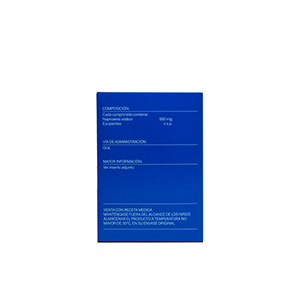 COMPOSICIÓN:
Cada comprimido contiene:
Naproxeno sódico 550 mg
Excipientes c.s.p.
VÍA DE ADMINISTRACIÓN:
Oral
MAYOR INFORMACIÓN:
Ver inserto adjunto.
VENTA CON RECETA MÉDICA
MANTÉNGASE FUERA DEL ALCANCE DE LOS NIÑOS
ALMACENAR EL PRODUCTO A TEMPERATURA NO
MAYOR DE 30°C, EN SU ENVASE ORIGINAL